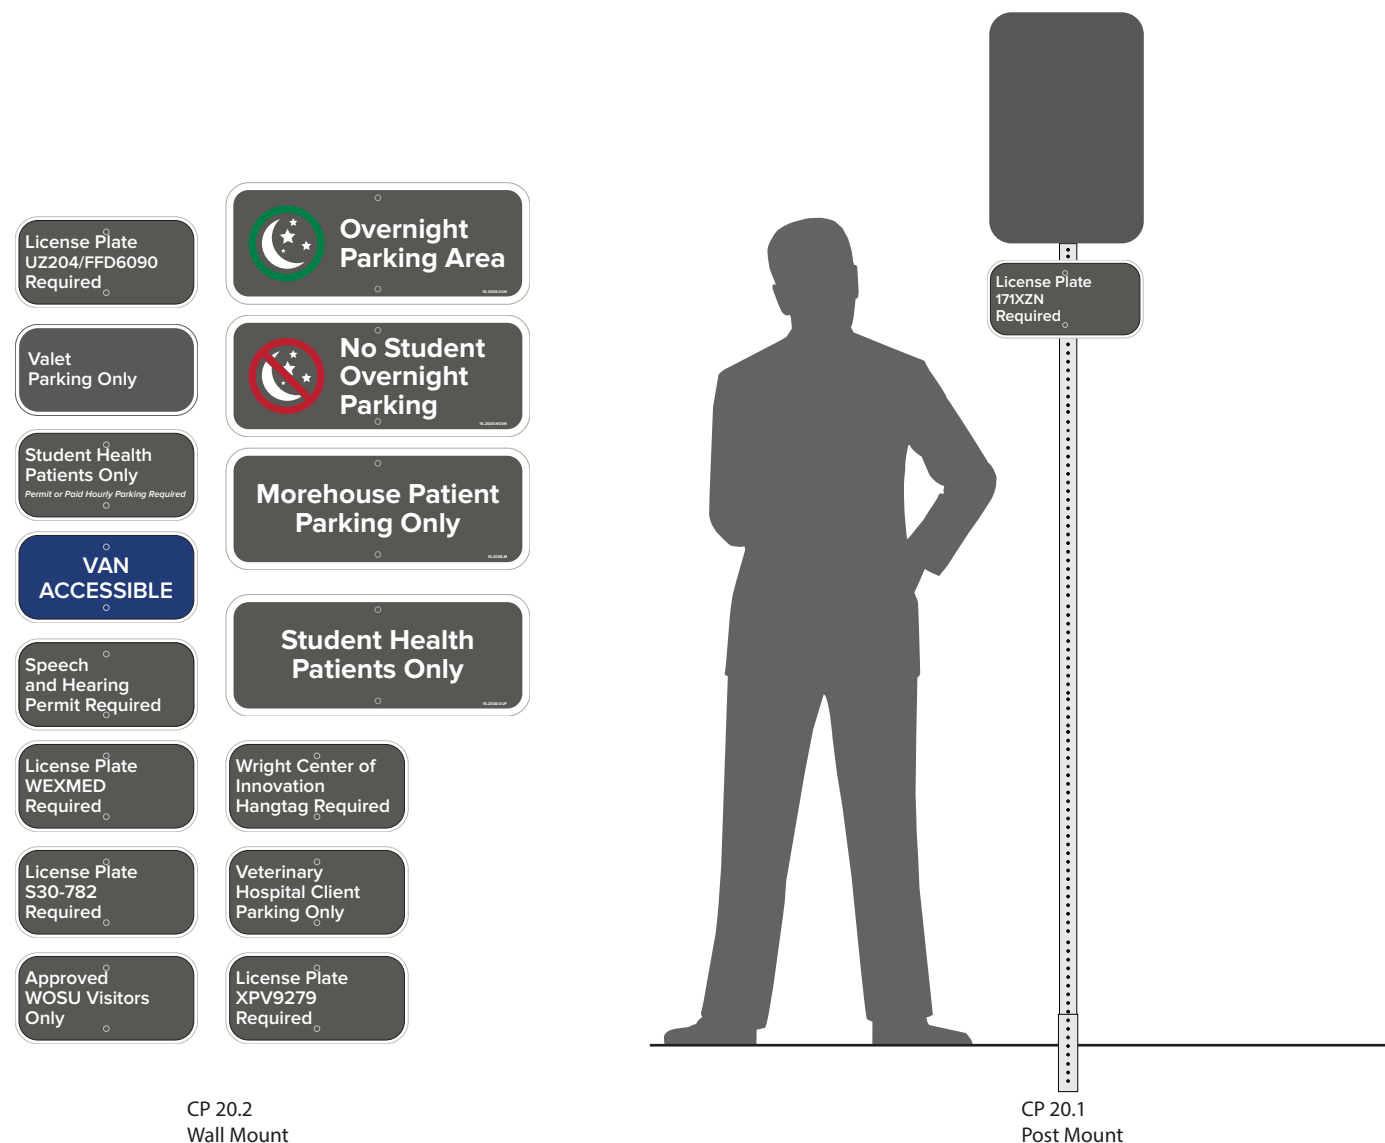 License Plate
UZ204/FFD6090
Required
Valet
Parking Only
Student Health
Patients Only
Permit or Paid Hourly Parking Required
VAN
ACCESSIBLE
Speech
and Hearing
Permit Required
License Plate
WEXMED
Required
License Plate
S30-782
Required
Approved
WOSU Visitors
Only
Overnight
Parking Area
No Student
Overnight
Parking
Morehouse Patient
Parking Only
Student Health
Patients Only
Wright Center of
Innovation
Hangtag Required
Veterinary
Hospital Client
Parking Only
License Plate
XPV9279
Required
CP 20.2
Wall Mount
License Plate
171XZN
Required
CP 20.1
Post Mount